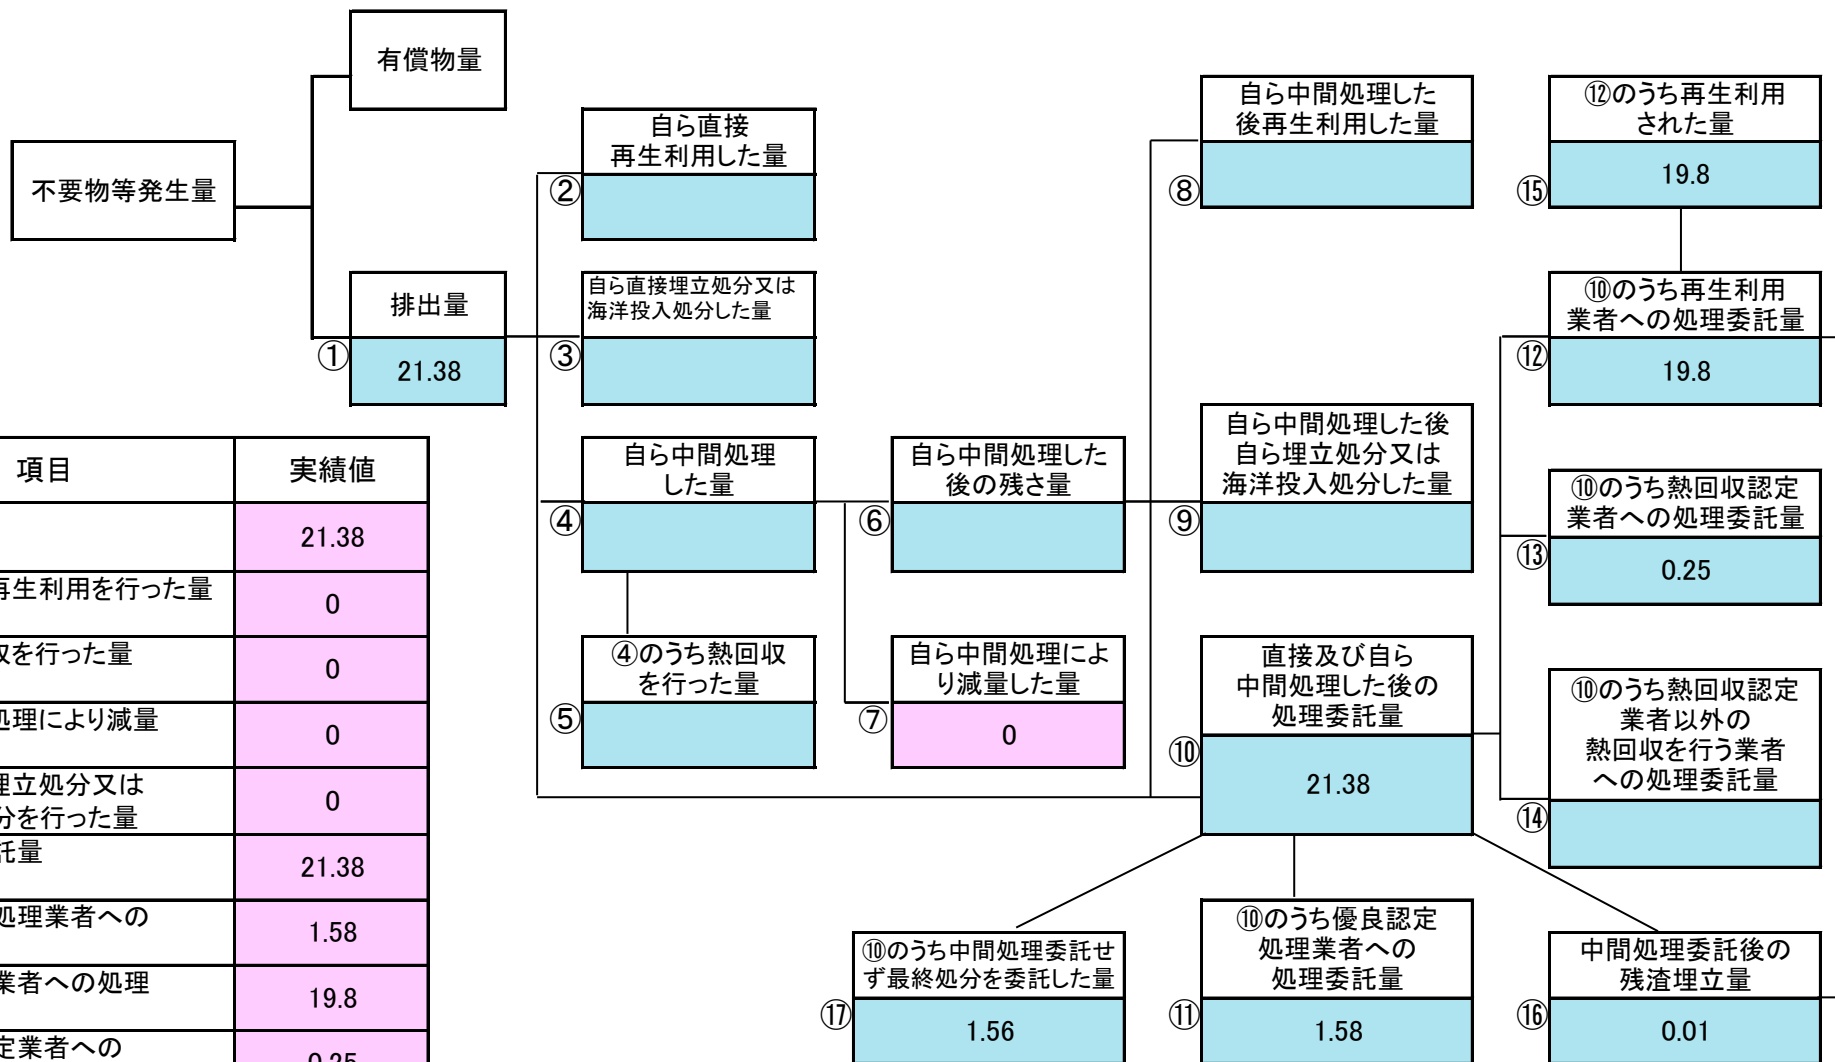 有償物量
不要物等発生量
排出量
①
21.38
自ら直接
再生利用した量
②
自ら直接埋立処分又は
海洋投入処分した量
③
自ら中間処理
した量
④
④のうち熱回収
を行った量
⑤
自ら中間処理した
後の残さ量
⑥
自ら中間処理によ
り減量した量
⑦
0
自ら中間処理した
後再生利用した量
⑧
自ら中間処理した後
自ら埋立処分又は
海洋投入処分した量
⑨
直接及び自ら
中間処理した後の
処理委託量
⑩
21.38
⑫のうち再生利用
された量
⑮
19.8
⑩のうち再生利用
業者への処理委託量
⑫
19.8
⑩のうち熱回収認定
業者への処理委託量
⑬
0.25
⑩のうち熱回収認定
業者以外の
熱回収を行う業者
への処理委託量
⑭
⑩のうち中間処理委託せ
ず最終処分を委託した量
⑰
1.56
⑩のうち優良認定
処理業者への
処理委託量
⑪
1.58
中間処理委託後の
残渣埋立量
⑯
0.01
項目
実績値
21.38
再生利用を行った量
0
を行った量
0
処理により減量
0
埋立処分又は
分を行った量
0
託量
21.38
処理業者への
1.58
業者への処理
19.8
定業者への
0.25